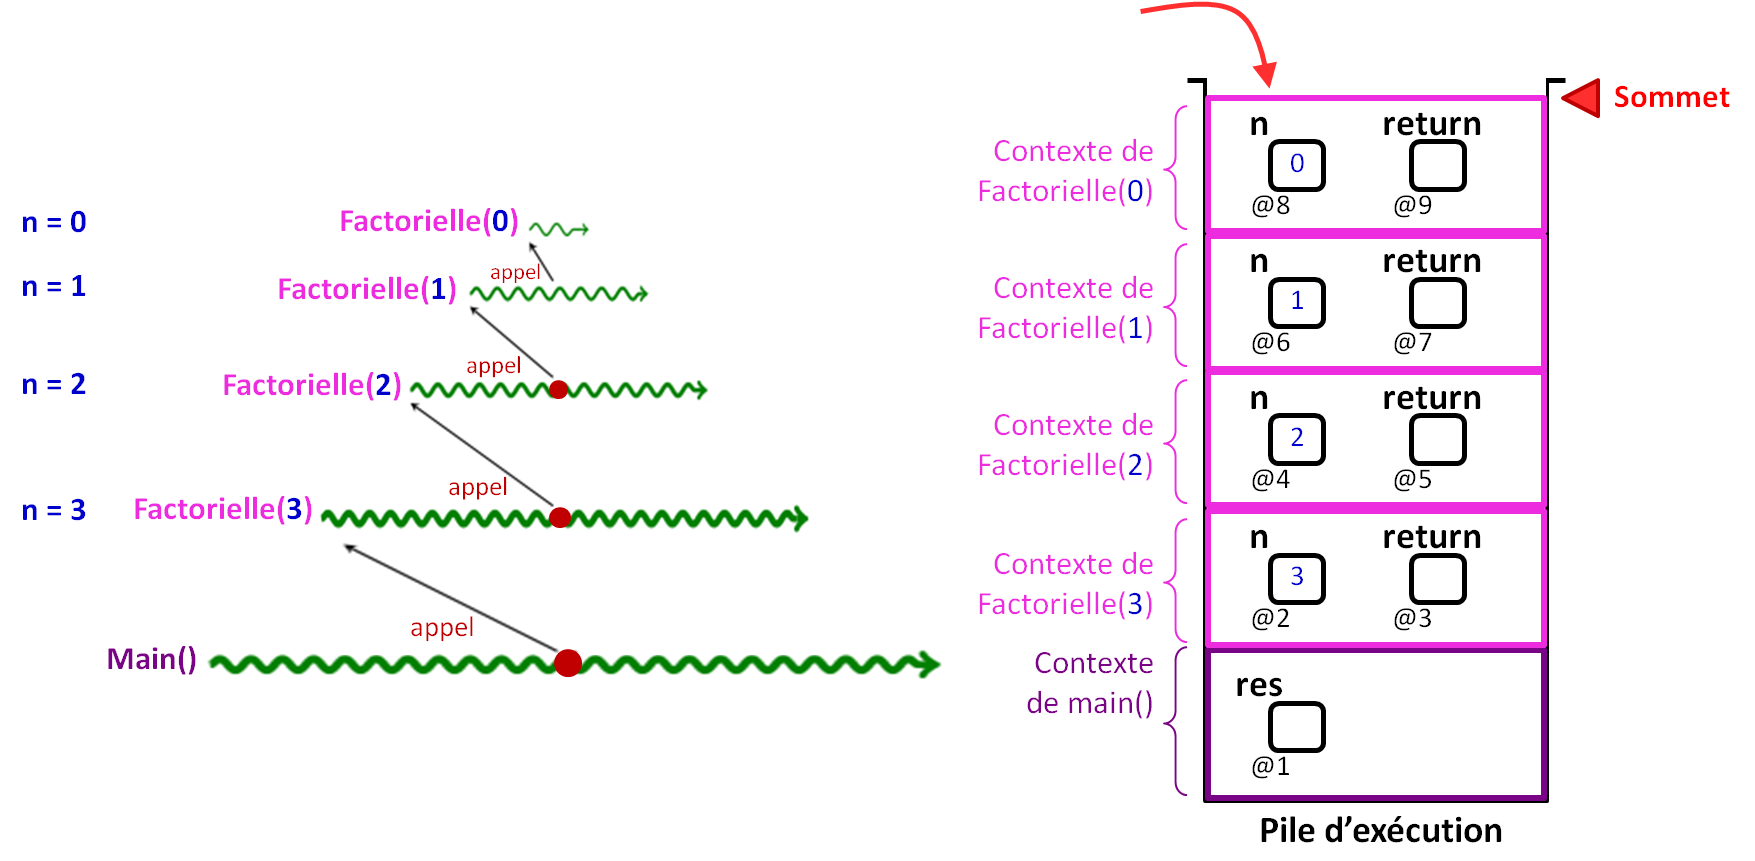 n = 0
Factorielle(0)
appel
n = 1
Factorielle(1)
appel
n = 2
Factorielle(2)
appel
n = 3
Factorielle(3)
appel
Main()
Sommet
Contexte de
Factorielle(0)
n return
0
@8 @9
Contexte de
Factorielle(1)
n return
1
@6 @7
Contexte de
Factorielle(2)
n return
2
@4 @5
Contexte de
Factorielle(3)
n return
3
@2 @3
Contexte
de main()
res
@1
Pile d’exécution